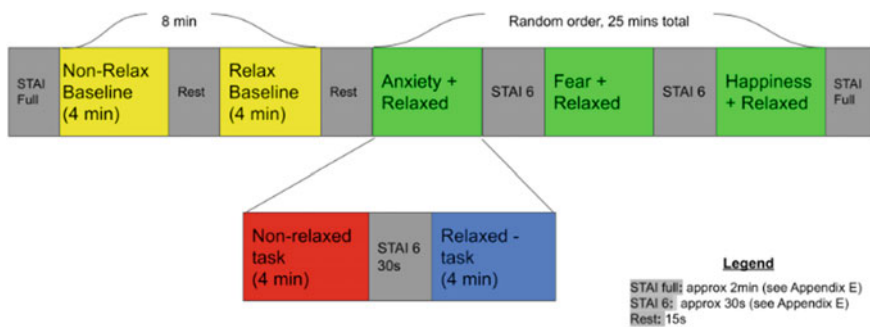 8 min
Random order, 25 mins total
STAI
Full
Non-Relax
Baseline
(4 min)
Rest
Relax
Baseline
(4 min)
Rest
Anxiety +
Relaxed
STAI 6
Fear +
Relaxed
STAI 6
Happiness
+ Relaxed
STAI
Full
Non-relaxed
task
(4 min)
STAI 6
30s
Relaxed -
task
(4 min)
Legend
STAI full: approx 2min (see Appendix E)
STAI 6: approx 30s (see Appendix E)
Rest: 15s